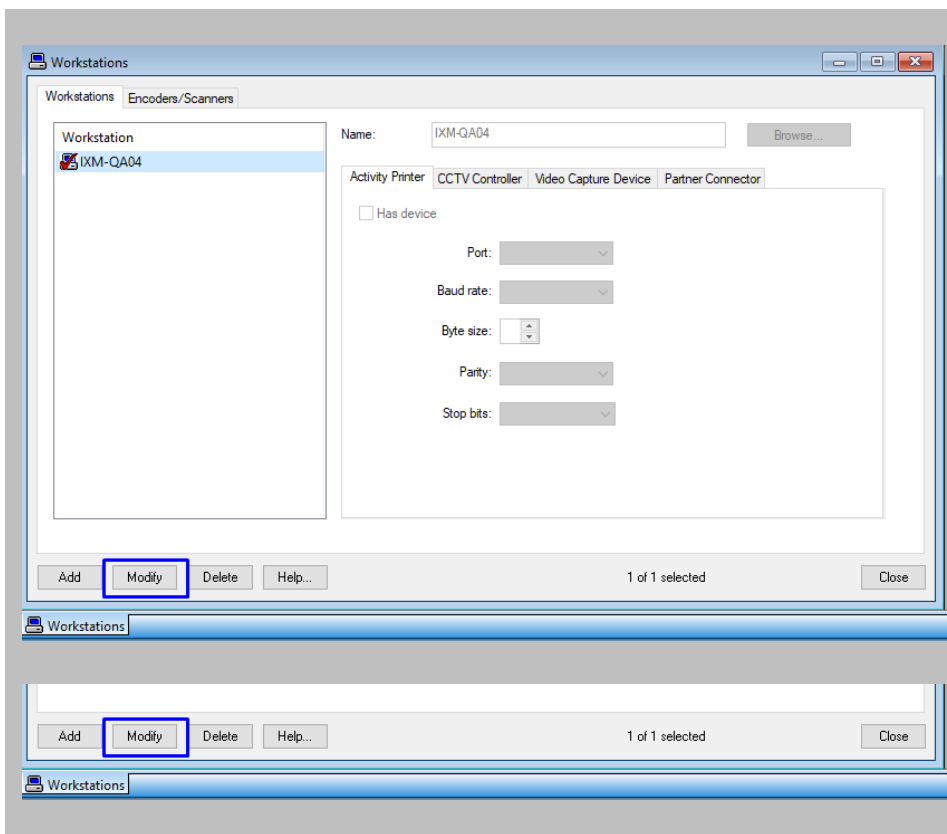 Workstations
Workstations Encoders/Scanners
Workstation
IXM-QA04
Name: IXM-QA04 Browse...
Activity Printer CCTV Controller Video Capture Device Partner Connector
Has device
Port:
Baud rate:
Byte size:
Parity:
Stop bits:
Add Modify Delete Help... 1 of 1 selected Close
Workstations
Add Modify Delete Help... 1 of 1 selected Close
Workstations